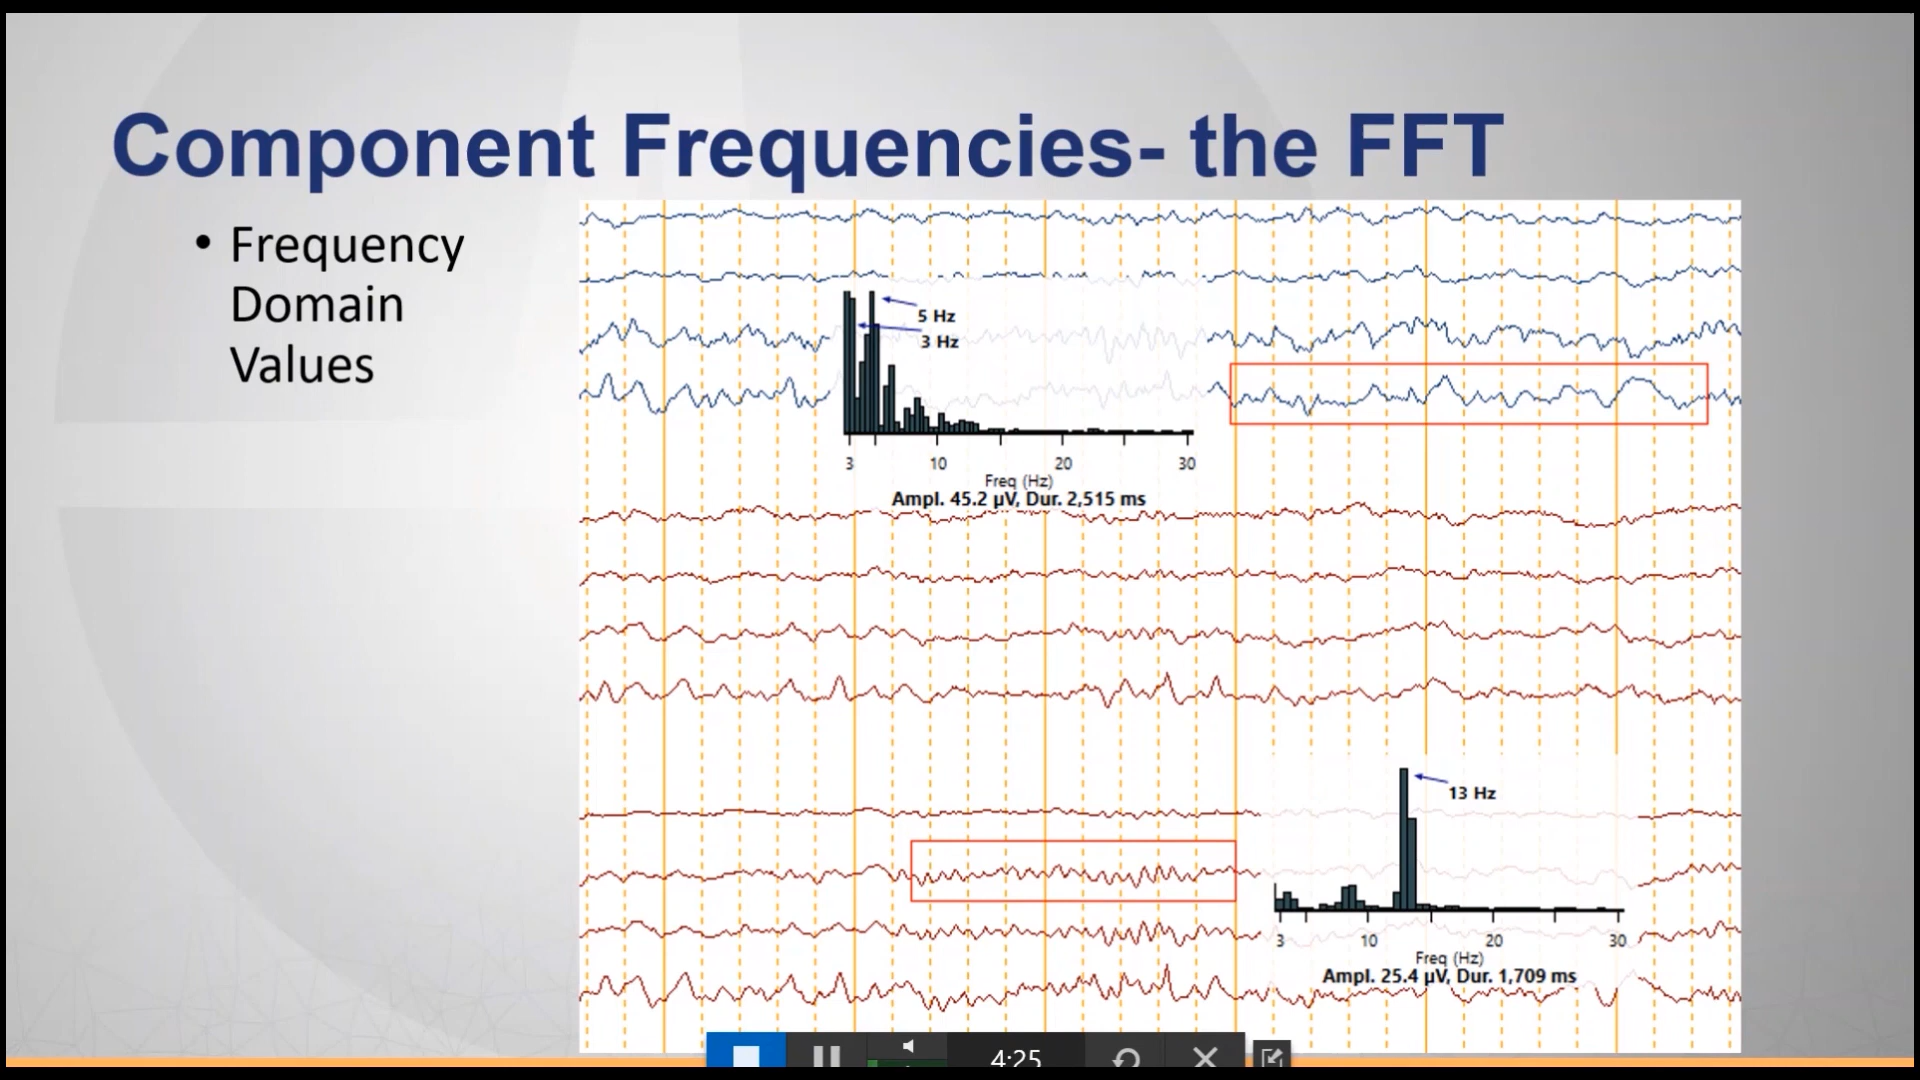 Component Frequencies- the FFT
• Frequency
Domain
Values
5 Hz
3 Hz
3 10 20 30
Freq (Hz)
Ampl. 45.2 µV, Dur. 2,515 ms
13 Hz
3 10 20 30
Freq (Hz)
Ampl. 25.4 µV, Dur. 1,709 ms
4:25